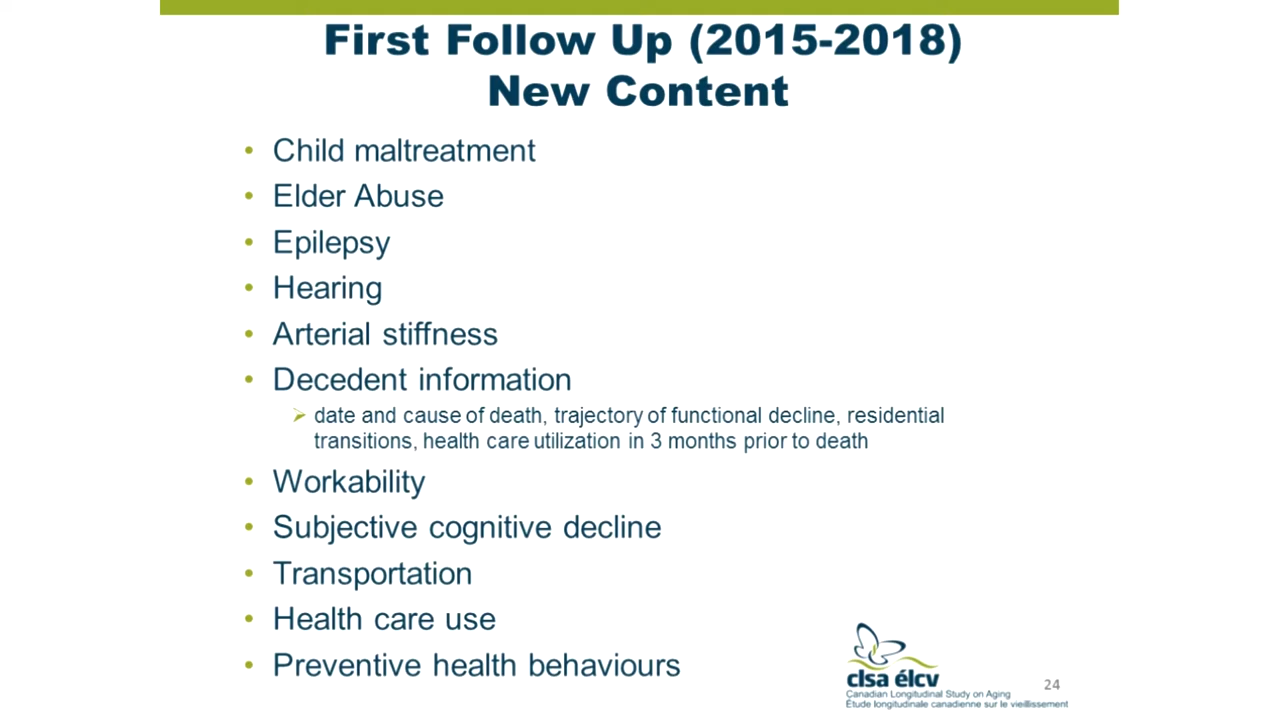 First Follow Up (2015-2018)
New Content
• Child maltreatment
• Elder Abuse
• Epilepsy
• Hearing
• Arterial stiffness
• Decedent information
➢ date and cause of death, trajectory of functional decline, residential
transitions, health care utilization in 3 months prior to death
• Workability
• Subjective cognitive decline
• Transportation
• Health care use
• Preventive health behaviours
clsa élcv
Canadian Longitudinal Study on Aging
Étude longitudinale canadienne sur le vieillissement
24